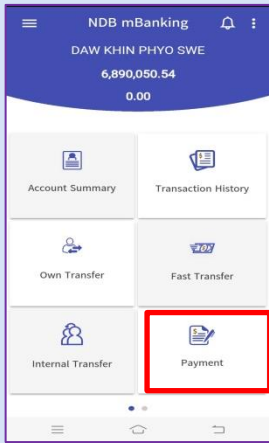 NDB mBanking
DAW KHIN PHYO SWE
6,890,050.54
0.00
Account Summary
Transaction History
Own Transfer
Fast Transfer
Internal Transfer
Payment